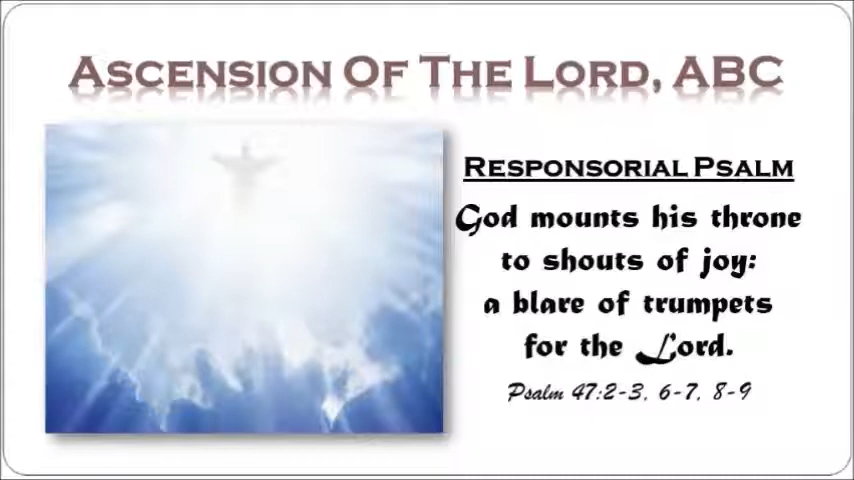 Ascension Of The Lord, ABC
Responsorial Psalm
God mounts his throne
to shouts of joy:
a blare of trumpets
for the Lord.
Psalm 47:2-3, 6-7, 8-9